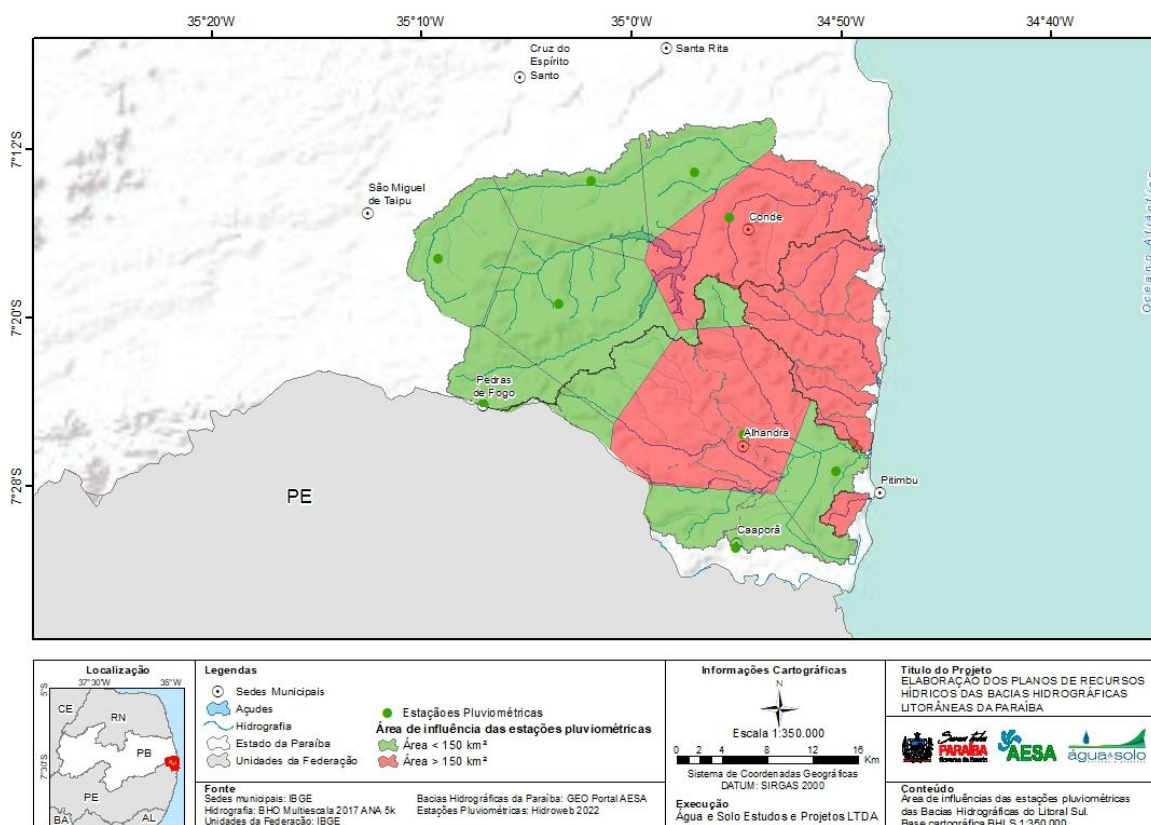 35°20'W 35°10'W 35°0'W 34°50'W 34°40'W
Cruz do
Espírito
Santo
Santa Rita
7°12'S
São Miguel
de Taipu
Conde
Oceano Atlântico
7°20'S
Pedras
de Fogo
Alhandra
7°28'S
Pitimbu
PE
Caaporã
Localização
37°30'W 35°W
CE
RN
PB
PE
BA
AL
Legendas
Sedes Municipais
Açudes
Hidrografia
Estado da Paraíba
Unidades da Federação
Estações Pluviométricas
Área de influência das estações pluviométricas
Área < 150 km²
Área > 150 km²
Fonte
Sedes municipais: IBGE
Hidrografia: BHO Multiescala 2017 ANA 5k
Unidades da Federação: IBGE
Bacias Hidrográficas da Paraíba: GEO Portal AESA
Estações Pluviométricas: Hidroweb 2022
Informações Cartográficas
N
Escala 1:350.000
0 2 4 8 12 16
Km
Sistema de Coordenadas Geográficas
DATUM: SIRGAS 2000
Execução
Água e Solo Estudos e Projetos LTDA
Título do Projeto
ELABORAÇÃO DOS PLANOS DE RECURSOS
HÍDRICOS DAS BACIAS HIDROGRÁFICAS
LITORÂNEAS DA PARAÍBA
PARAÍBA
Governo do Estado
AESA
água e solo
Conteúdo
Área de influências das estações pluviométricas
das Bacias Hidrográficas do Litoral Sul.
Base cartográfica BHLS 1:350.000